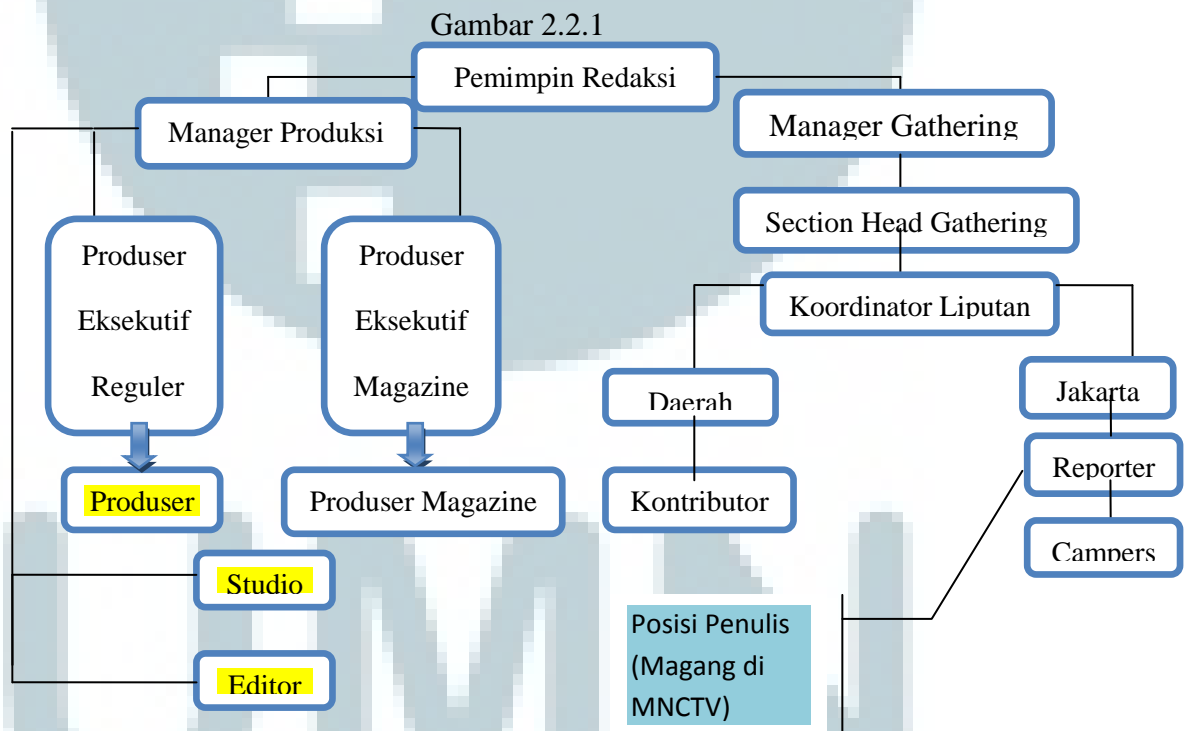 Gambar 2.2.1
Pemimpin Redaksi
Manager Produksi
Manager Gathering
Section Head Gathering
Koordinator Liputan
Produser
Eksekutif
Reguler
Produser
Eksekutif
Magazine
Daerah
Jakarta
Produser
Produser Magazine
Kontributor
Reporter
Campers
Studio
Editor
Posisi Penulis
(Magang di
MNCTV)
UMN